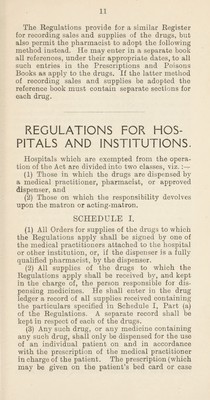 11
The Regulations provide for a similar Register
for recording sales and supplies of the drugs, but
also permit the pharmacist to adopt the following
method instead. He may enter in a separate book
all references, under their appropriate dates, to all
such entries in the Prescriptions and Poisons
Books as apply to the drugs. If the latter method
of recording sales and supplies be adopted the
reference book must contain separate sections for
each drug.
REGULATIONS FOR HOS-
PITALS AND INSTITUTIONS.
Hospitals which are exempted from the opera-
tion of the Act are divided into two classes, viz. :—
(1) Those in which the drugs are dispensed by
a medical practitioner, pharmacist, or approved
dispenser, and
(2) Those on which the responsibility devolves
upon the matron or acting-matron.
SCHEDULE I,
(1) All Orders for supplies of the drugs to which
the Regulations apply shall be signed by one of
the medical practitioners attached to the hospital
or other institution, or, if the dispenser is a fully
qualified pharmacist, by the dispenser.
(2) All supplies of the drugs to which the
Regulations apply shall be received by, and kept
in the charge of, the person responsible for dis-
pensing medicines. He shall enter in the drug
ledger a record of all supplies received containing
the particulars specified in Schedule I, Part (a)
of the Regulations. A separate record shall be
kept in respect of each of the drugs.
(3) Any such drug, or any medicine containing
any such drug, shall only be dispensed for the use
of an individual patient on and in accordance
with the prescription of the medical practitioner
in charge of the patient. The prescription (which
may be given on the patient's bed card or case